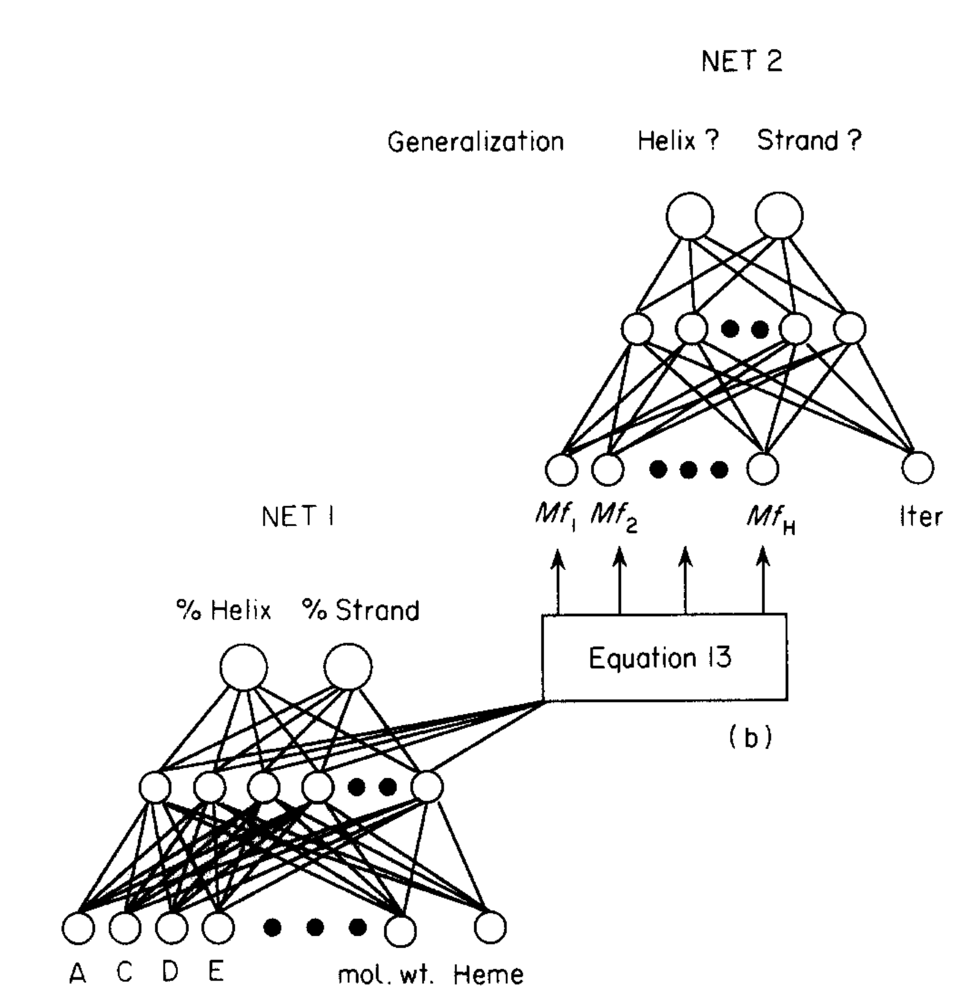 NET 2
Generalization Helix ? Strand ?
Mf1 Mf2 MfH Iter
NET 1
% Helix % Strand
Equation 13
(b)
A C D E mol. wt. Heme